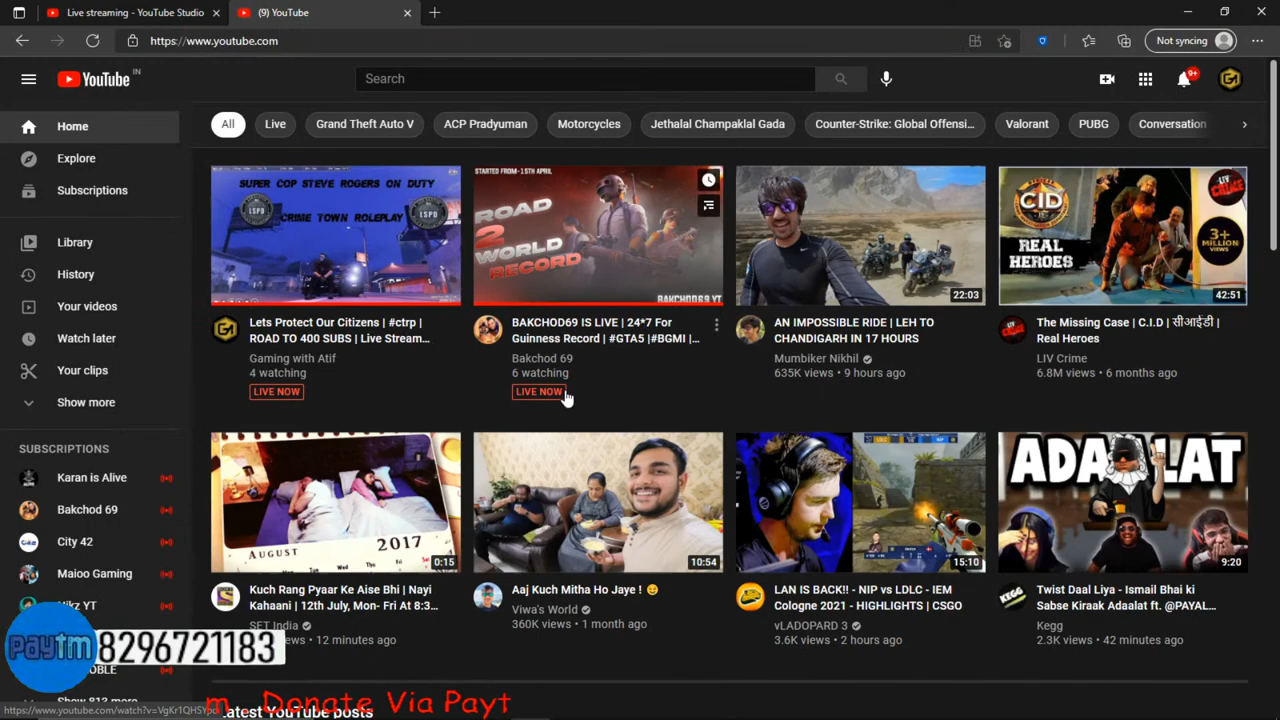 Live streaming - YouTube Studio
(9) YouTube
https://www.youtube.com
Not syncing
YouTube IN
Search
9+
Home
Explore
Subscriptions
Library
History
Your videos
Watch later
Your clips
Show more
SUBSCRIPTIONS
Karan is Alive
Bakchod 69
City 42
Maioo Gaming
All
Live
Grand Theft Auto V
ACP Pradyuman
Motorcycles
Jethalal Champaklal Gada
Counter-Strike: Global Offensi...
Valorant
PUBG
Conversation
SUPER COP STEVE ROGERS ON DUTY
LSPD
CRIME TOWN ROLEPLAY
LSPD
Lets Protect Our Citizens | #ctrp |
ROAD TO 400 SUBS | Live Stream...
Gaming with Atif
4 watching
LIVE NOW
STARTED FROM-15TH APRIL
ROAD
2
WORLD
RECORD
BAKCHOD69 YT
BAKCHOD69 IS LIVE | 24*7 For
Guinness Record | #GTA5 |#BGMI |...
Bakchod 69
6 watching
LIVE NOW
22:03
AN IMPOSSIBLE RIDE | LEH TO
CHANDIGARH IN 17 HOURS
Mumbiker Nikhil
635K views • 9 hours ago
CID
REAL
HEROES
LIV
CRIME
3+
MILLION
VIEWS
42:51
The Missing Case | C.I.D | सीआईडी |
Real Heroes
LIV Crime
6.8M views • 6 months ago
AUGUST 2017
0:15
Kuch Rang Pyaar Ke Aise Bhi | Nayi
Kahaani | 12th July, Mon- Fri At 8:3...
SET India
views • 12 minutes ago
10:54
Aaj Kuch Mitha Ho Jaye ! 😊
Viwa's World
360K views • 1 month ago
15:10
LAN IS BACK!! - NIP vs LDLC - IEM
Cologne 2021 - HIGHLIGHTS | CSGO
vLADOPARD 3
3.6K views • 2 hours ago
ADAALAT
9:20
KEGG
Twist Daal Liya - Ismail Bhai ki
Sabse Kiraak Adaalat ft. @PAYAL...
Kegg
2.3K views • 42 minutes ago
paytm 8296721183
m .. Donate Via Payt
Latest YouTube posts